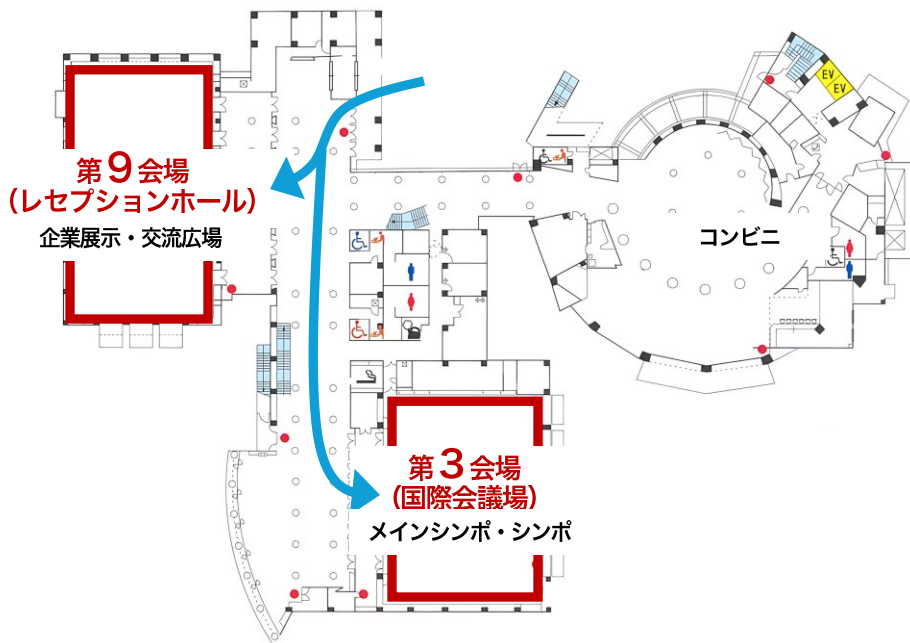 EV
EV
第9会場
(レセプションホール)
企業展示・交流広場
コンビニ
第3会場
(国際会議場)
メインシンポ・シンポ